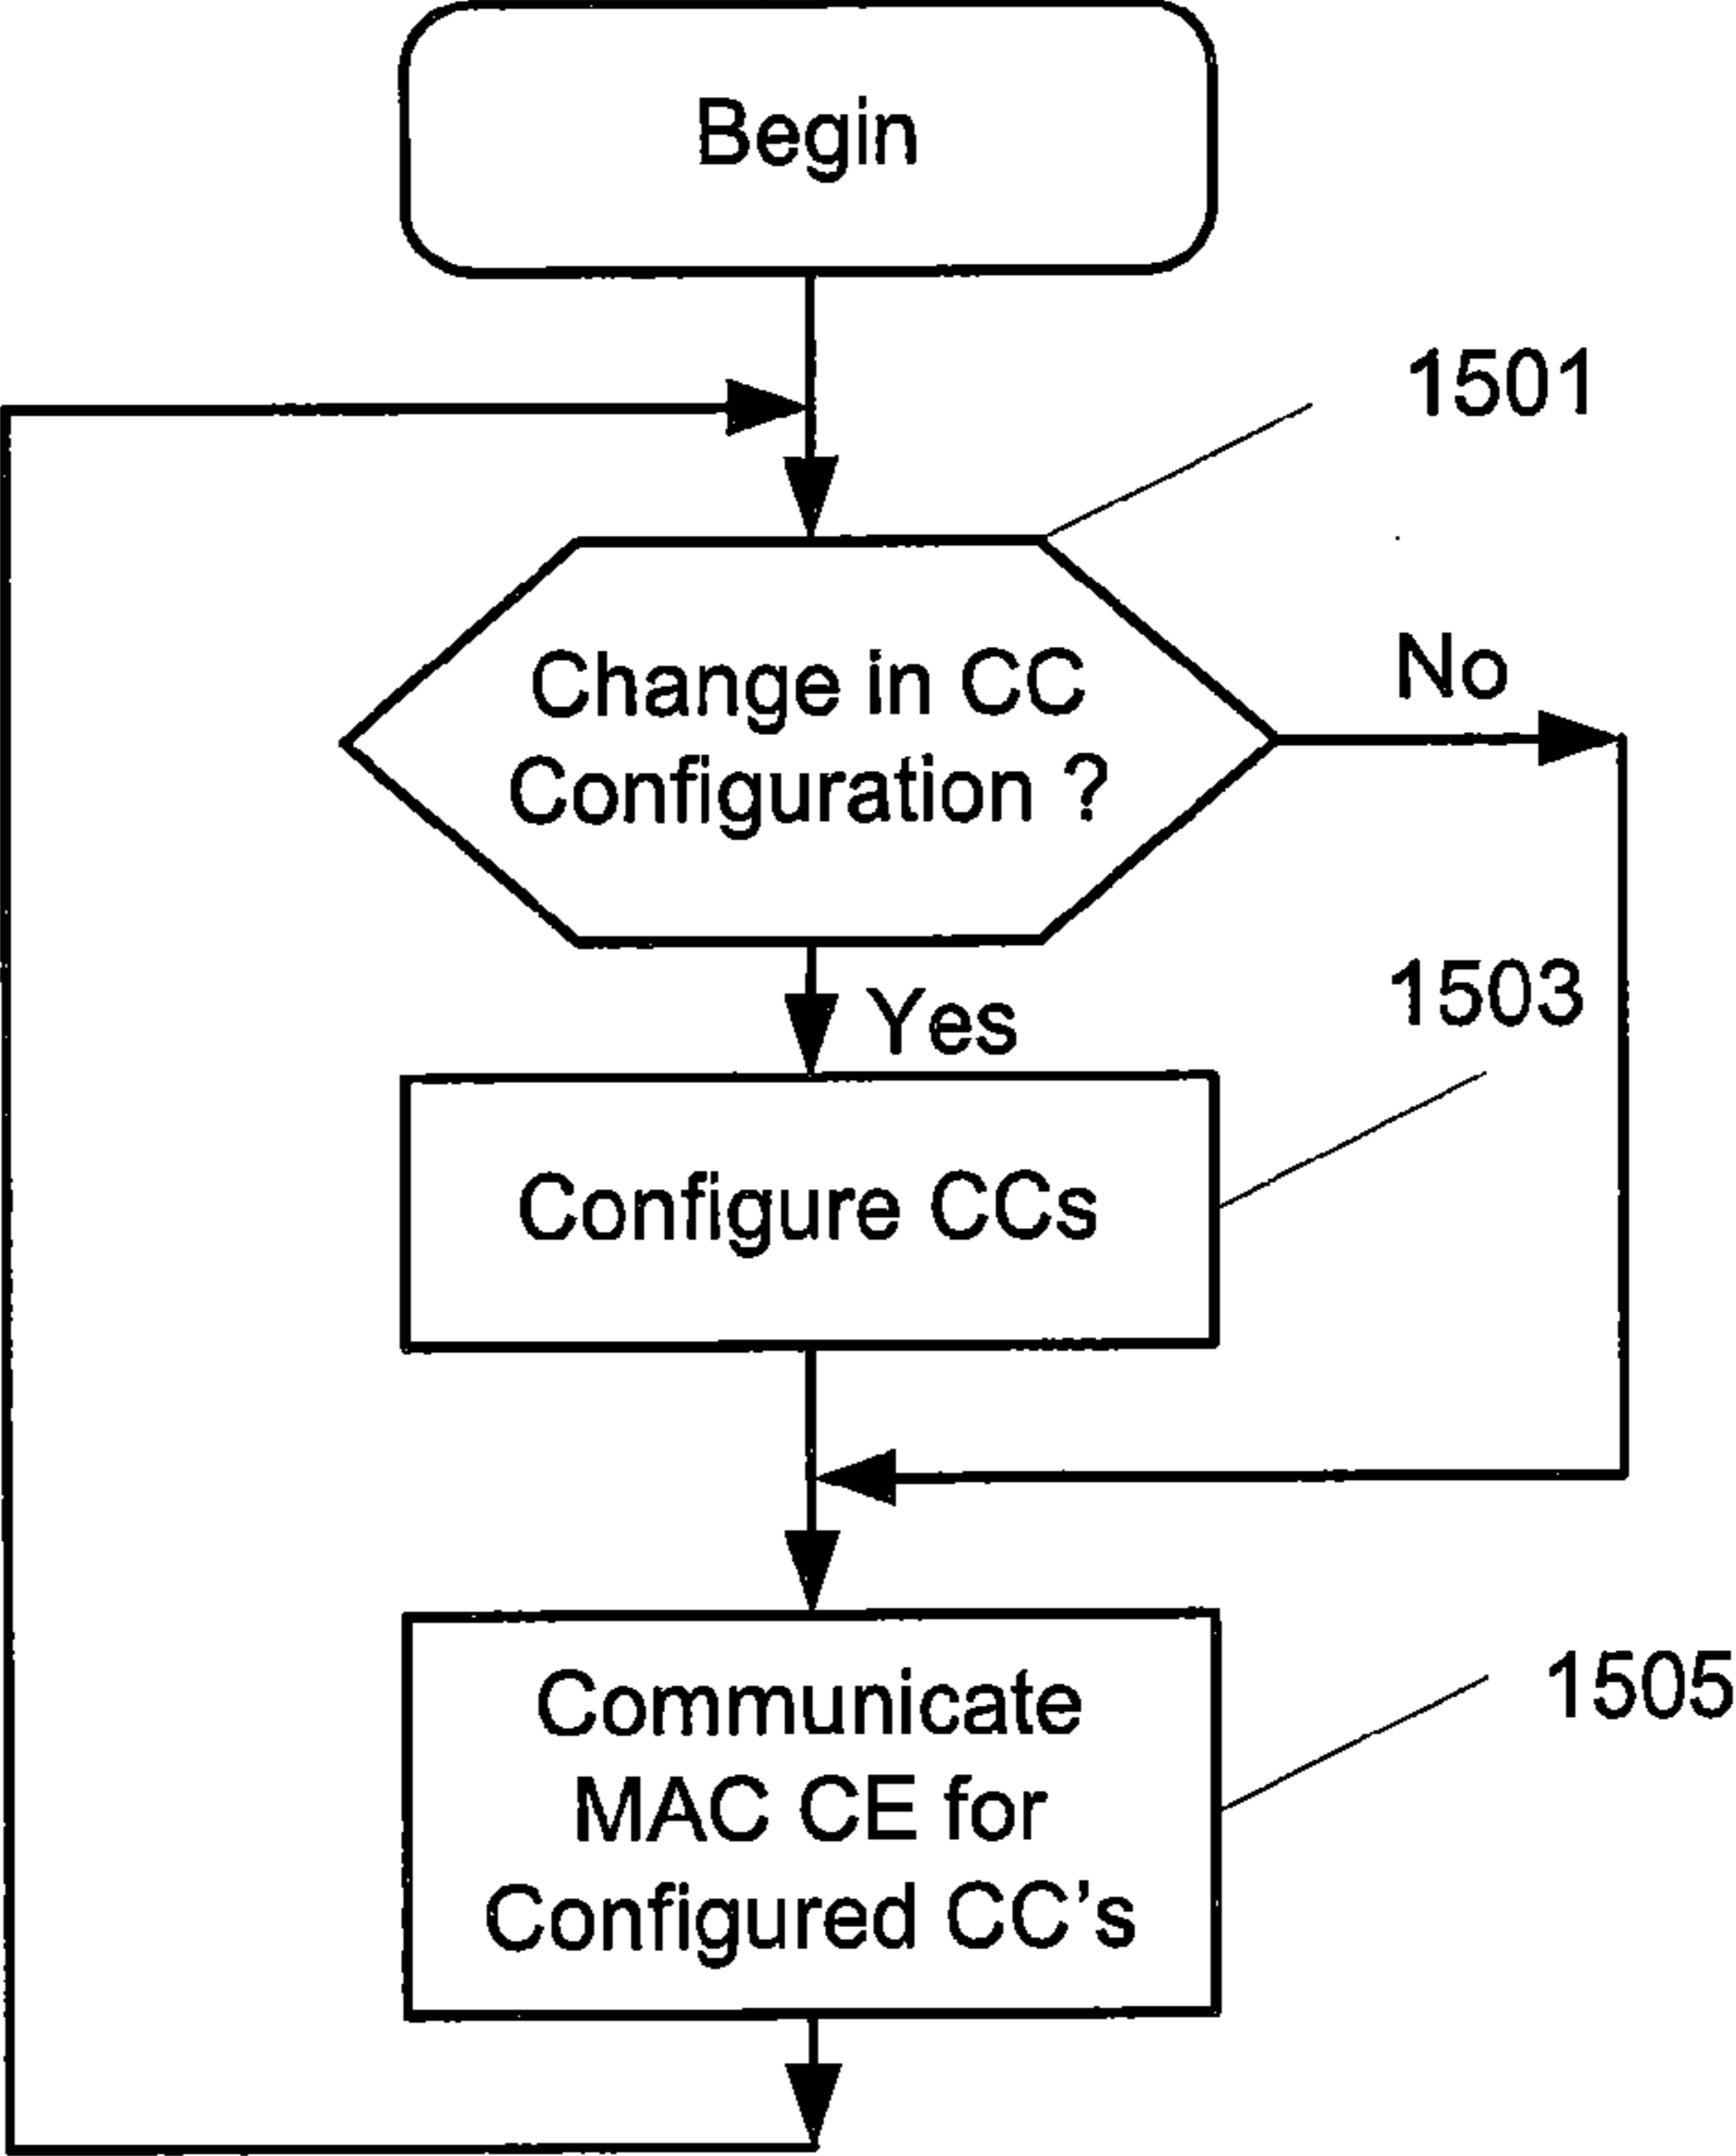 Begin
1501
Change in CC
Configuration ?
No
Yes
1503
Configure CCs
Communicate
MAC CE for
Configured CC's
1505